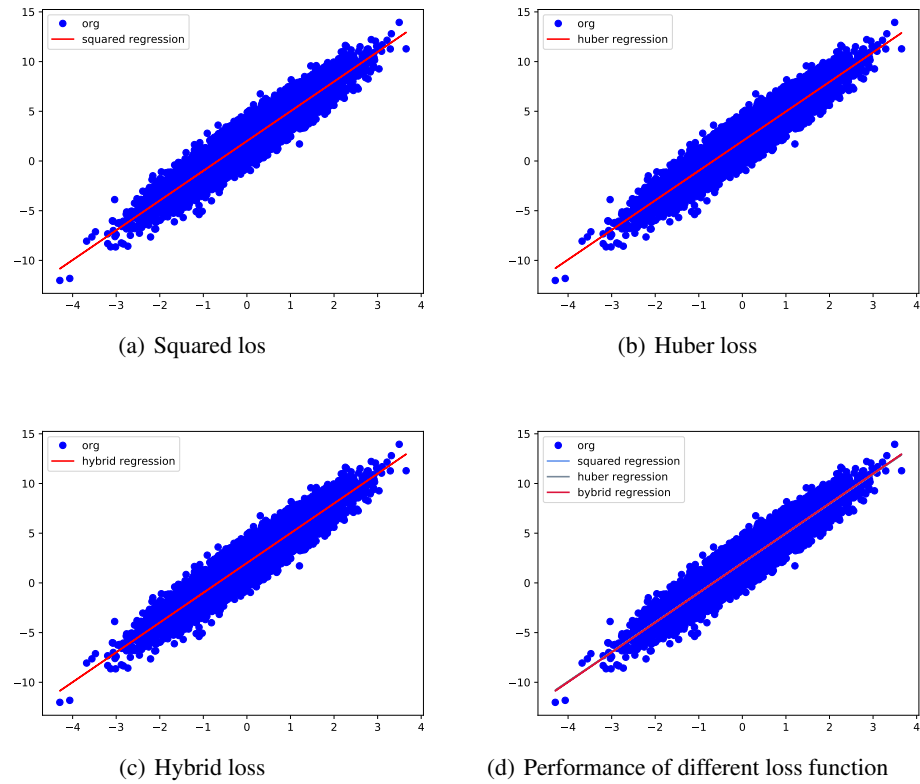 org
squared regression
15
10
5
0
−5
−10
−4 −3 −2 −1 0 1 2 3 4
(a) Squared los
org
huber regression
15
10
5
0
−5
−10
−4 −3 −2 −1 0 1 2 3 4
(b) Huber loss
org
hybrid regression
15
10
5
0
−5
−10
−4 −3 −2 −1 0 1 2 3 4
(c) Hybrid loss
org
squared regression
huber regression
bybrid regression
15
10
5
0
−5
−10
−4 −3 −2 −1 0 1 2 3 4
(d) Performance of different loss function